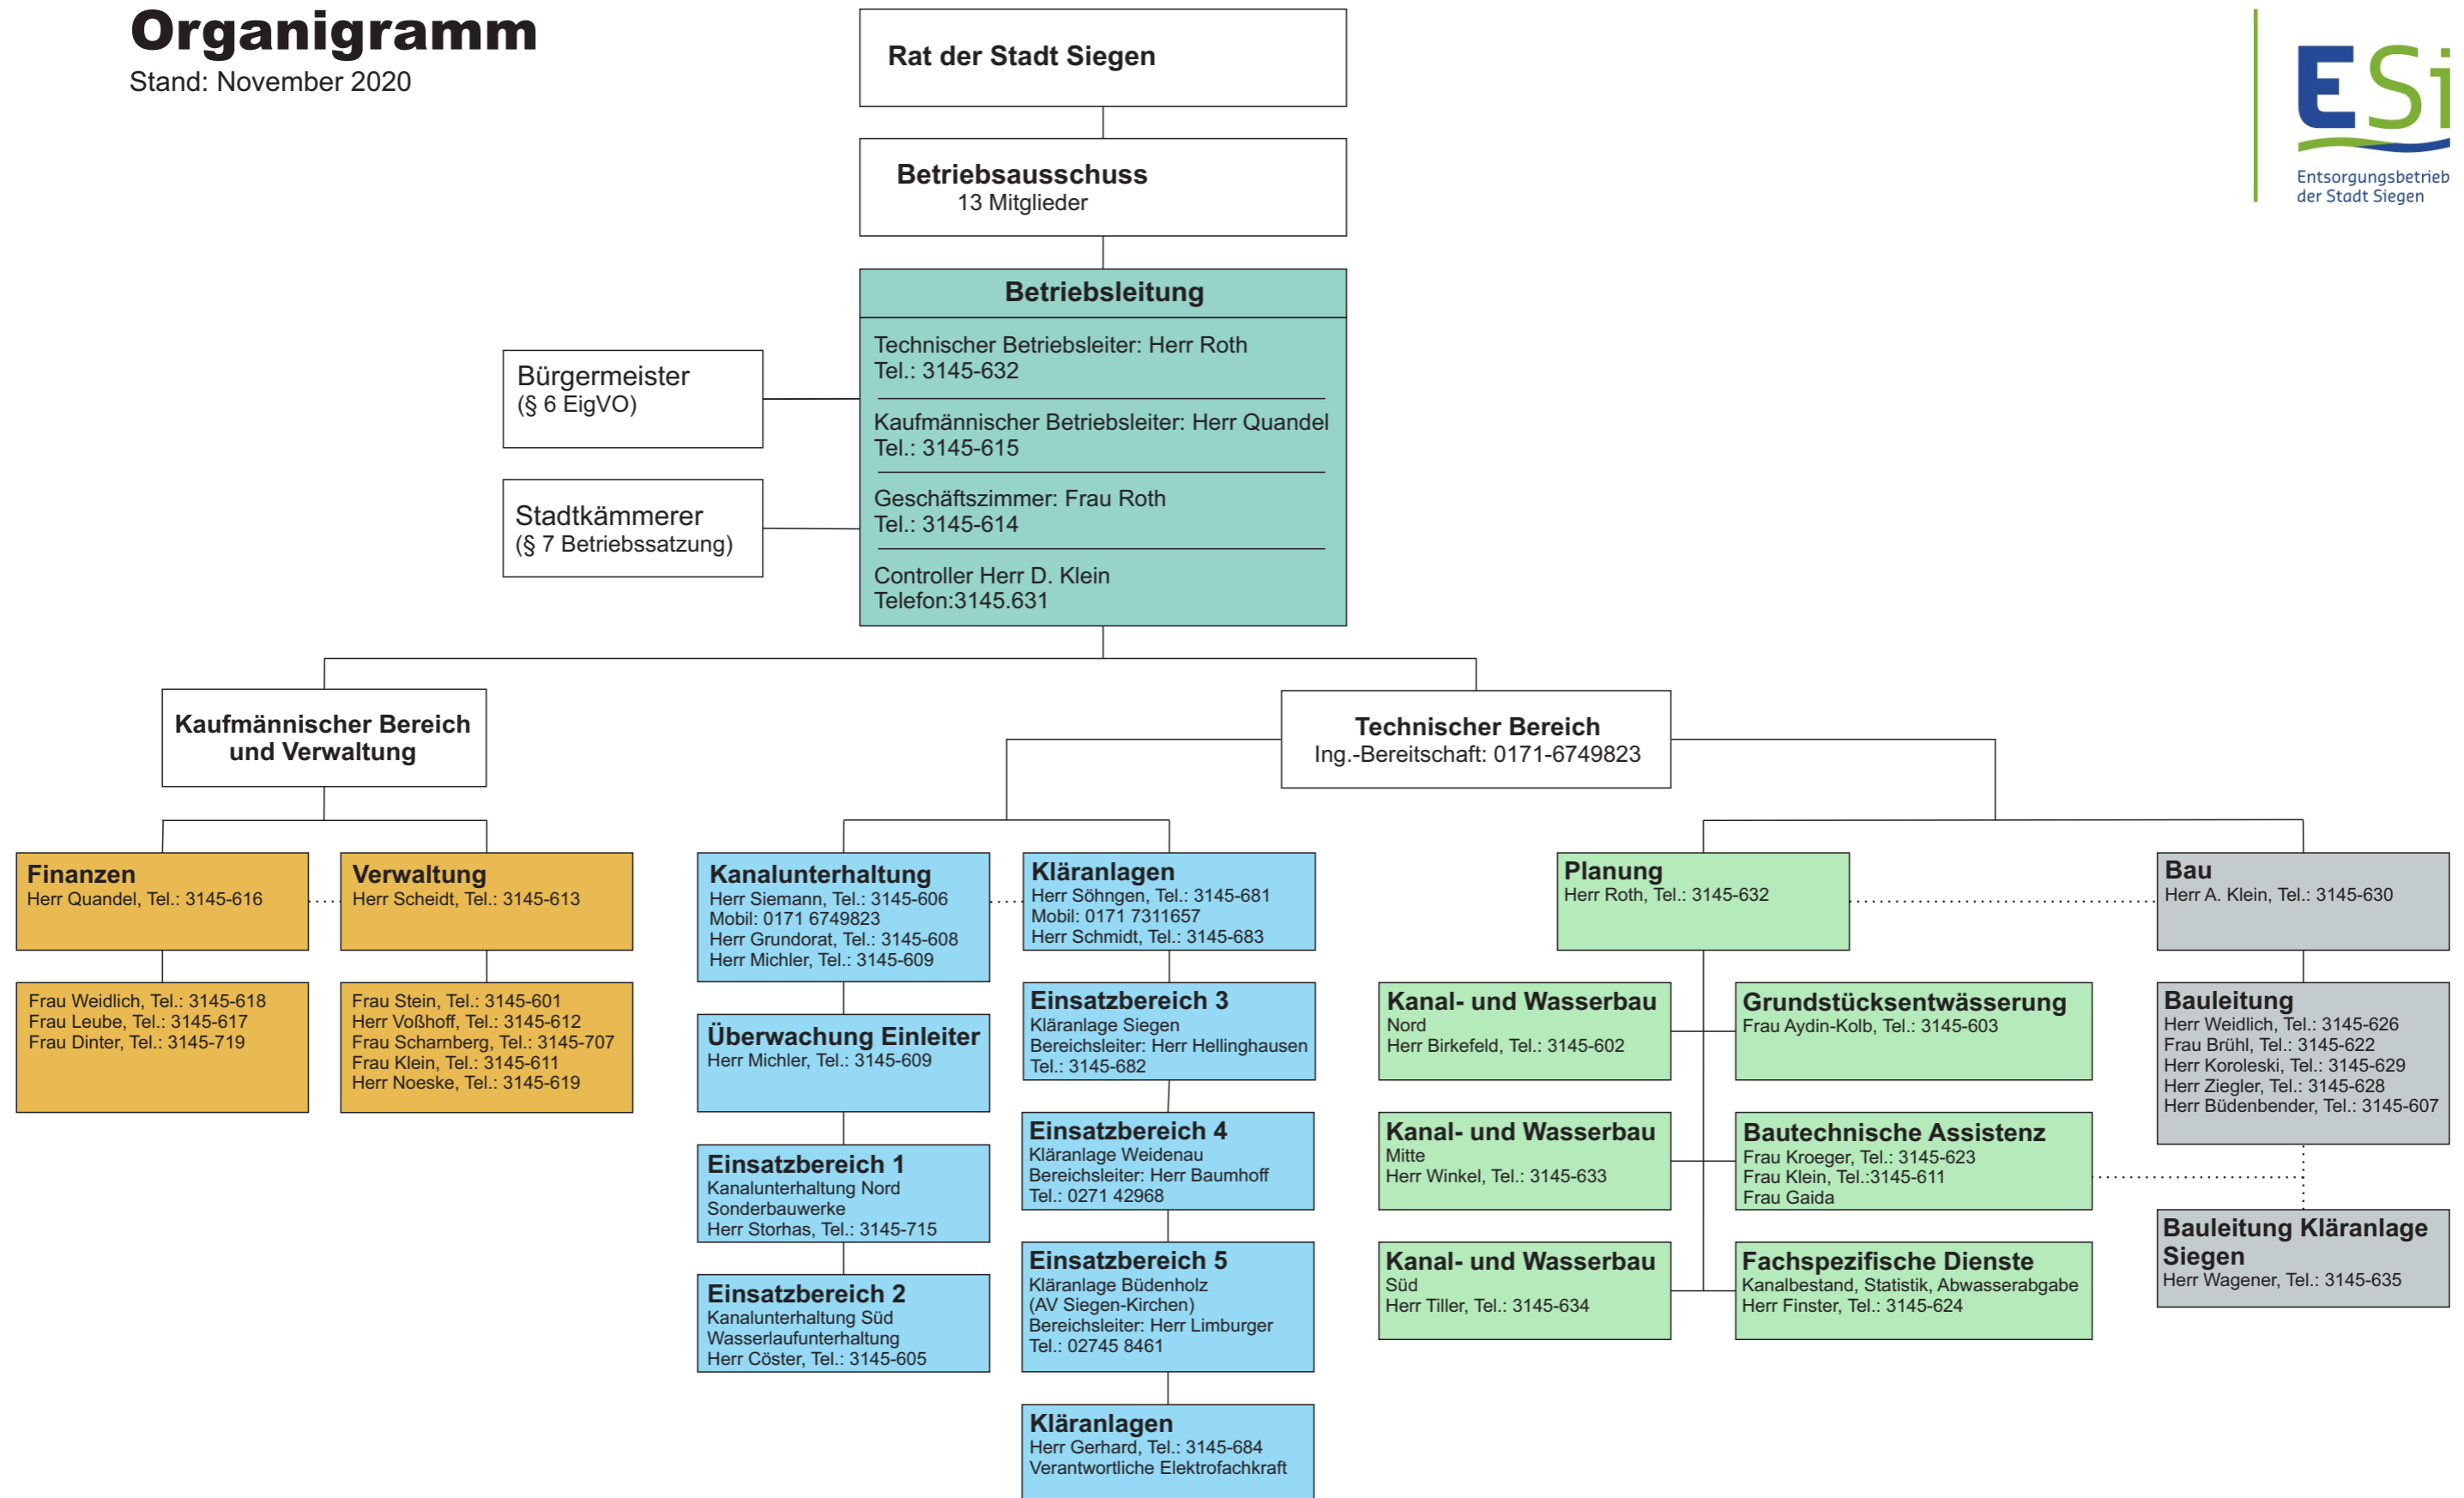 Organigramm
Stand: November 2020
Rat der Stadt Siegen
ESi
Entsorgungsbetrieb
der Stadt Siegen
Betriebsausschuss
13 Mitglieder
Betriebsleitung
Technischer Betriebsleiter: Herr Roth
Tel.: 3145-632
Kaufmännischer Betriebsleiter: Herr Quandel
Tel.: 3145-615
Geschäftszimmer: Frau Roth
Tel.: 3145-614
Controller Herr D. Klein
Telefon:3145.631
Bürgermeister
(§ 6 EigVO)
Stadtkämmerer
(§ 7 Betriebssatzung)
Kaufmännischer Bereich
und Verwaltung
Technischer Bereich
Ing.-Bereitschaft: 0171-6749823
Finanzen
Herr Quandel, Tel.: 3145-616
Frau Weidlich, Tel.: 3145-618
Frau Leube, Tel.: 3145-617
Frau Dinter, Tel.: 3145-719
Verwaltung
Herr Scheidt, Tel.: 3145-613
Frau Stein, Tel.: 3145-601
Herr Voßhoff, Tel.: 3145-612
Frau Scharnberg, Tel.: 3145-707
Frau Klein, Tel.: 3145-611
Herr Noeske, Tel.: 3145-619
Kanalunterhaltung
Herr Siemann, Tel.: 3145-606
Mobil: 0171 6749823
Herr Grundorat, Tel.: 3145-608
Herr Michler, Tel.: 3145-609
Überwachung Einleiter
Herr Michler, Tel.: 3145-609
Einsatzbereich 1
Kanalunterhaltung Nord
Sonderbauwerke
Herr Storhas, Tel.: 3145-715
Einsatzbereich 2
Kanalunterhaltung Süd
Wasserlaufunterhaltung
Herr Cöster, Tel.: 3145-605
Kläranlagen
Herr Söhngen, Tel.: 3145-681
Mobil: 0171 7311657
Herr Schmidt, Tel.: 3145-683
Einsatzbereich 3
Kläranlage Siegen
Bereichsleiter: Herr Hellinghausen
Tel.: 3145-682
Einsatzbereich 4
Kläranlage Weidenau
Bereichsleiter: Herr Baumhoff
Tel.: 0271 42968
Einsatzbereich 5
Kläranlage Büdenholz
(AV Siegen-Kirchen)
Bereichsleiter: Herr Limburger
Tel.: 02745 8461
Kläranlagen
Herr Gerhard, Tel.: 3145-684
Verantwortliche Elektrofachkraft
Planung
Herr Roth, Tel.: 3145-632
Kanal- und Wasserbau
Nord
Herr Birkefeld, Tel.: 3145-602
Kanal- und Wasserbau
Mitte
Herr Winkel, Tel.: 3145-633
Kanal- und Wasserbau
Süd
Herr Tiller, Tel.: 3145-634
Grundstücksentwässerung
Frau Aydin-Kolb, Tel.: 3145-603
Bautechnische Assistenz
Frau Kroeger, Tel.: 3145-623
Frau Klein, Tel.:3145-611
Frau Gaida
Fachspezifische Dienste
Kanalbestand, Statistik, Abwasserabgabe
Herr Finster, Tel.: 3145-624
Bau
Herr A. Klein, Tel.: 3145-630
Bauleitung
Herr Weidlich, Tel.: 3145-626
Frau Brühl, Tel.: 3145-622
Herr Koroleski, Tel.: 3145-629
Herr Ziegler, Tel.: 3145-628
Herr Büdenbender, Tel.: 3145-607
Bauleitung Kläranlage
Siegen
Herr Wagener, Tel.: 3145-635